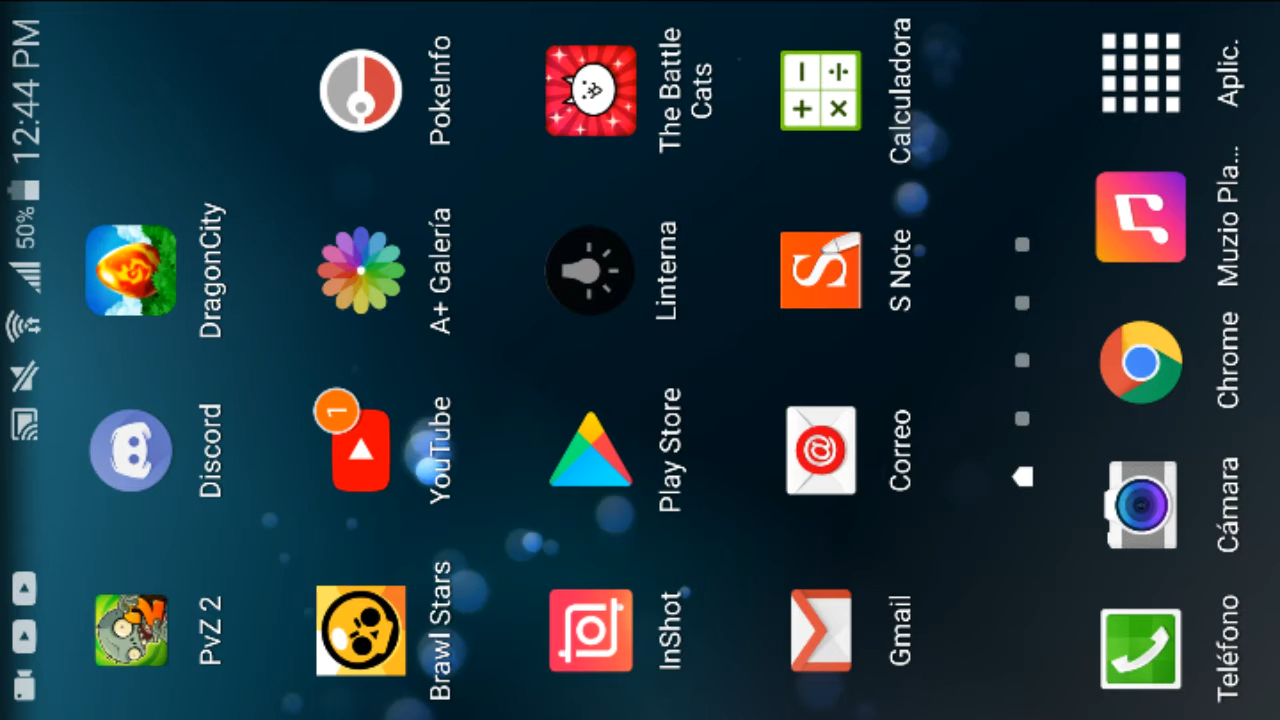 50% 12:44 PM
PvZ 2
Discord
DragonCity
1
Brawl Stars
YouTube
A+ Galería
PokeInfo
InShot
Play Store
Linterna
The Battle
Cats
Gmail
Correo
S Note
Calculadora
Teléfono
Cámara
Chrome
Muzio Pla...
Aplic.